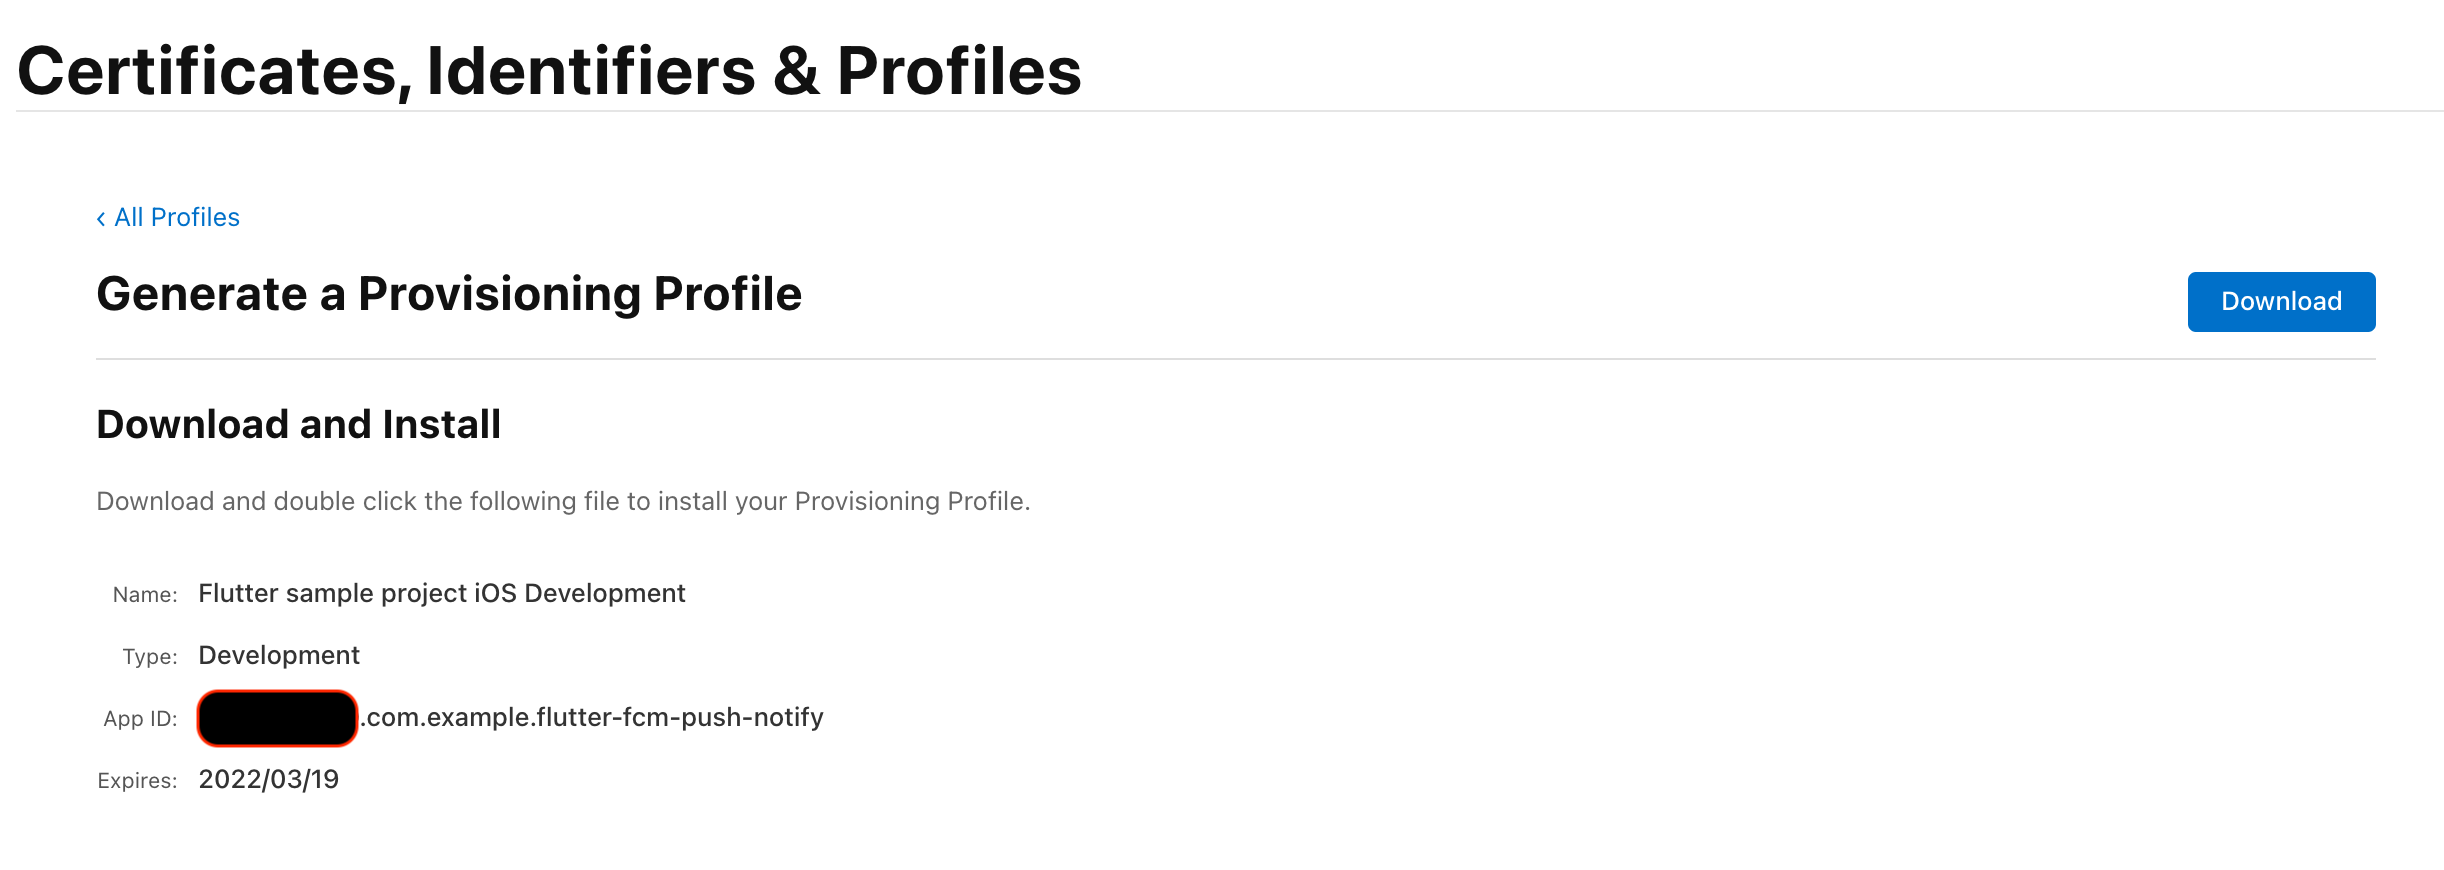 Certificates, Identifiers & Profiles
‹ All Profiles
Generate a Provisioning Profile
Download
Download and Install
Download and double click the following file to install your Provisioning Profile.
Name: Flutter sample project iOS Development
Type: Development
App ID: .com.example.flutter-fcm-push-notify
Expires: 2022/03/19